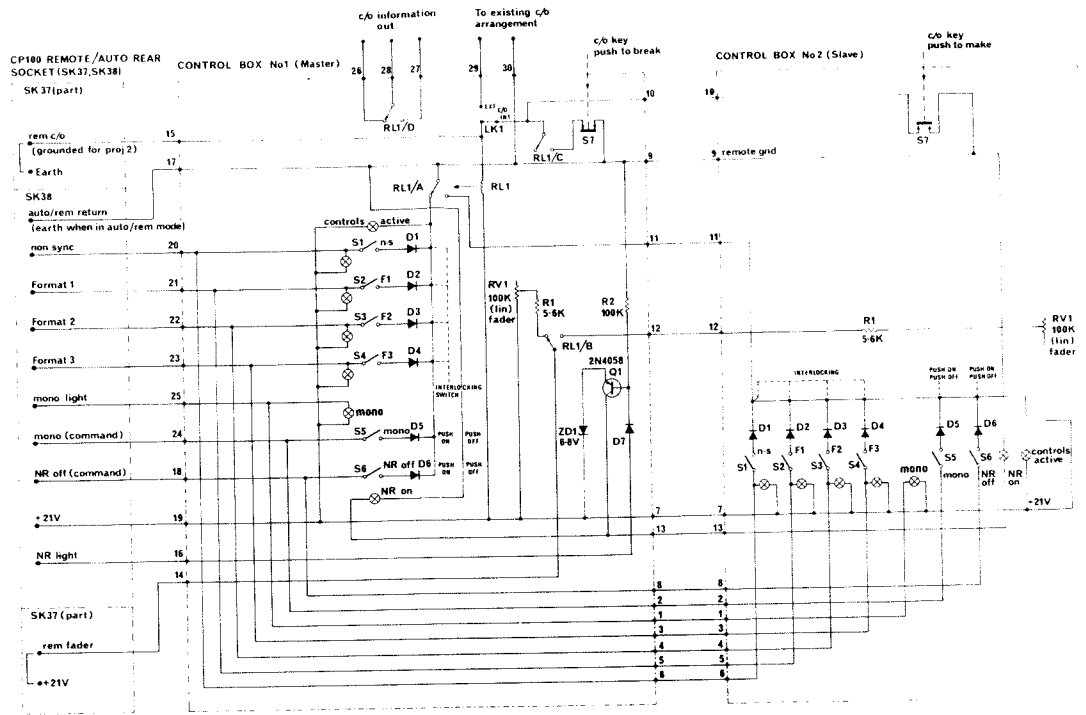 c/o information
out
To existing c/o
arrangement
c/o key
push to break
c/o key
push to make
CP100 REMOTE/AUTO REAR
SOCKET (SK37,SK38)
CONTROL BOX No1 (Master)
CONTROL BOX No2 (Slave)
26
28
27
29
30
SK37(part)
10
10
EXT
c/o
INT
RL1/D
LK1
S7
S7
rem c/o
15
RL1/C
(grounded for proj 2)
17
9
9 remote gnd
Earth
SK38
RL1/A
RL1
auto/rem return
(earth when in auto/rem mode)
controls active
non sync
20
S1
n-s
D1
11
11
Format 1
21
S2
F1
D2
RV1
100K
(lin)
fader
R1
5·6K
R2
100K
Format 2
22
S3
F2
D3
12
12
R1
5·6K
RV1
100K
(lin)
fader
RL1/B
Format 3
23
S4
F3
D4
2N4058
Q1
mono light
25
INTERLOCKING
SWITCH
INTERLOCKING
PUSH ON
PUSH OFF
PUSH ON
PUSH OFF
mono
mono (command)
24
S5
mono
D5
PUSH
ON
PUSH
OFF
ZD1
6·8V
D7
D1
D2
D3
D4
D5
D6
n-s
F1
F2
F3
S1
S2
S3
S4
S5
S6
NR off (command)
18
S6
NR off
D6
PUSH
ON
PUSH
OFF
mono
mono
NR
off
NR
on
controls
active
NR on
+21V
19
7
7
+21V
13
13
NR light
16
14
8
8
2
2
1
1
3
3
4
4
5
5
6
6
SK37(part)
rem fader
+21V